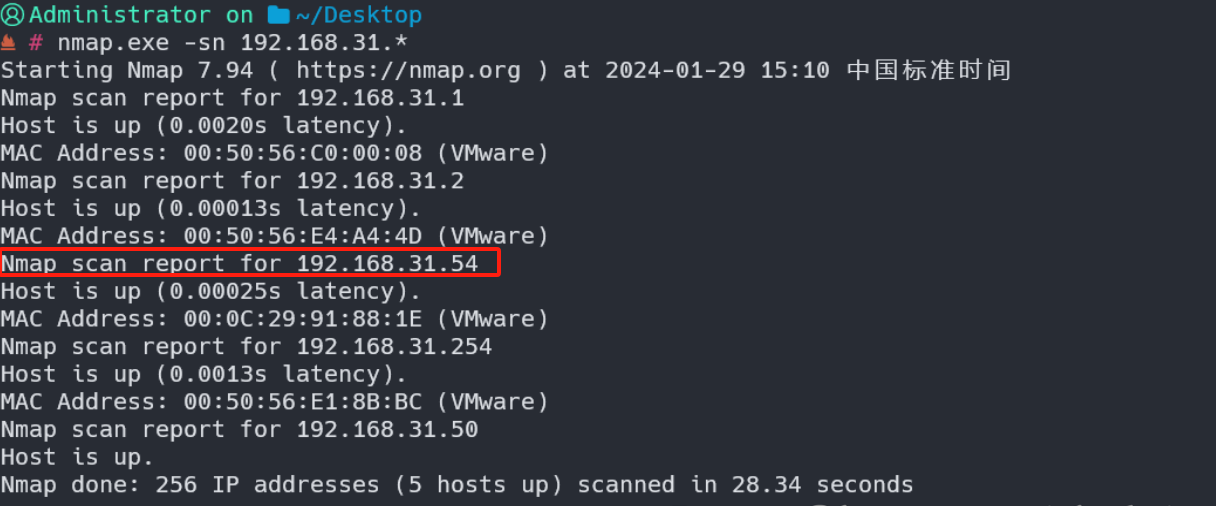 Administrator on ~/Desktop
# nmap.exe -sn 192.168.31.*
Starting Nmap 7.94 ( https://nmap.org ) at 2024-01-29 15:10 中国标准时间
Nmap scan report for 192.168.31.1
Host is up (0.0020s latency).
MAC Address: 00:50:56:C0:00:08 (VMware)
Nmap scan report for 192.168.31.2
Host is up (0.00013s latency).
MAC Address: 00:50:56:E4:A4:4D (VMware)
Nmap scan report for 192.168.31.54
Host is up (0.00025s latency).
MAC Address: 00:0C:29:91:88:1E (VMware)
Nmap scan report for 192.168.31.254
Host is up (0.0013s latency).
MAC Address: 00:50:56:E1:8B:BC (VMware)
Nmap scan report for 192.168.31.50
Host is up.
Nmap done: 256 IP addresses (5 hosts up) scanned in 28.34 seconds